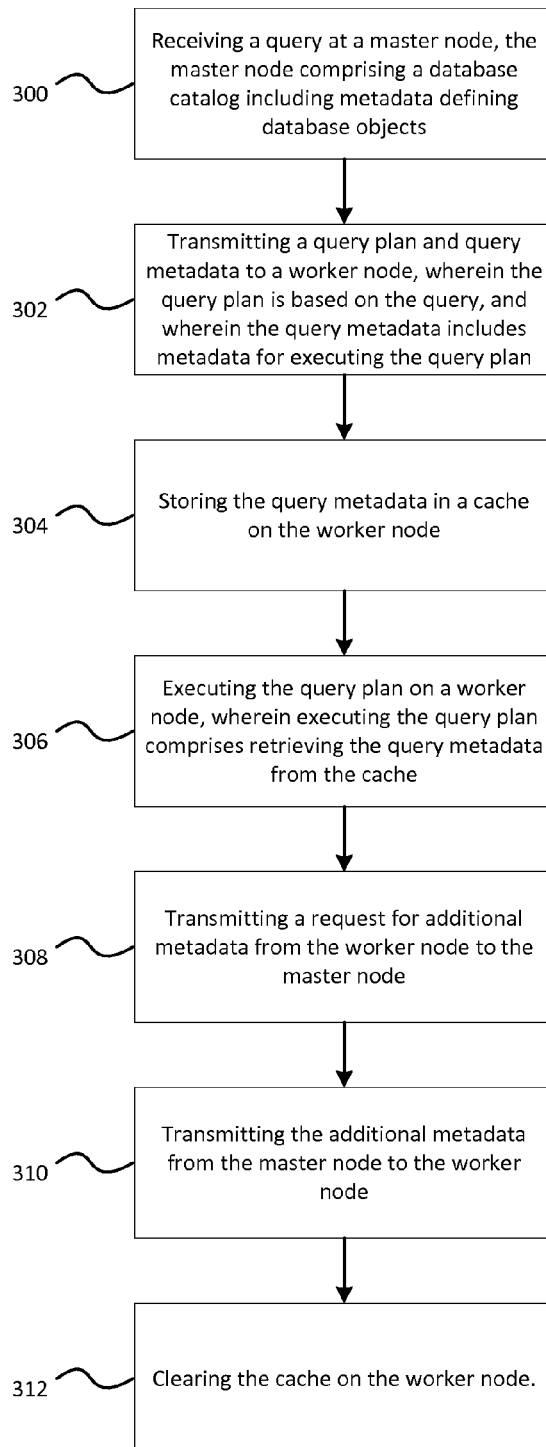 Receiving a query at a master node, the
master node comprising a database
catalog including metadata defining
database objects
300
Transmitting a query plan and query
metadata to a worker node, wherein the
query plan is based on the query, and
wherein the query metadata includes
metadata for executing the query plan
302
Storing the query metadata in a cache
on the worker node
304
Executing the query plan on a worker
node, wherein executing the query plan
comprises retrieving the query metadata
from the cache
306
Transmitting a request for additional
metadata from the worker node to the
master node
308
Transmitting the additional metadata
from the master node to the worker
node
310
Clearing the cache on the worker node.
312